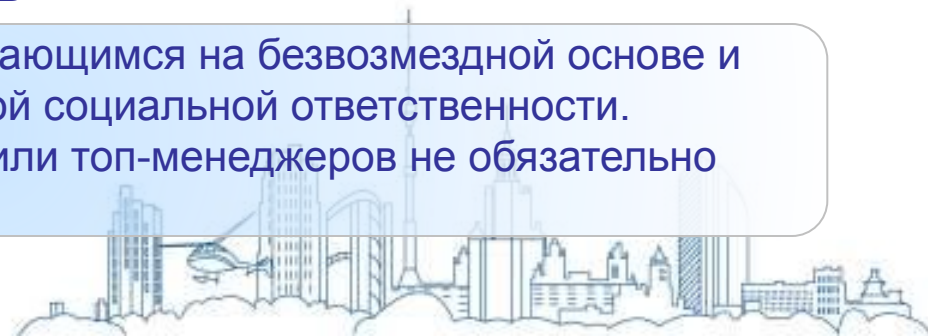 ающимся на безвозмездной основе и
ой социальной ответственности.
или топ-менеджеров не обязательно